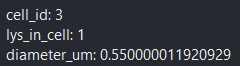 cell_id: 3
lys_in_cell: 1
diameter_um: 0.550000011920929